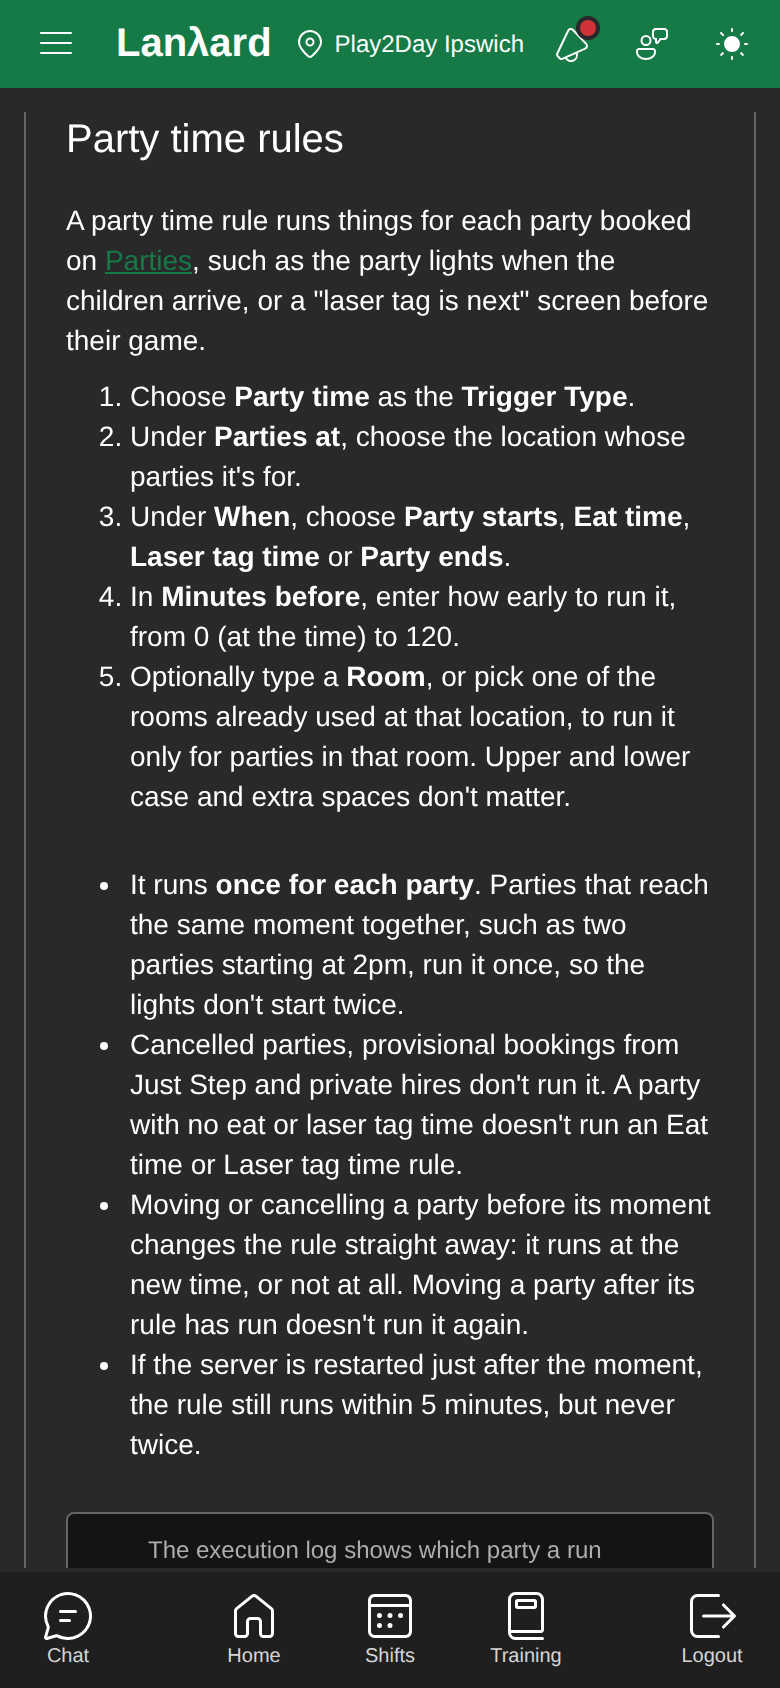 Lanλard
Play2Day Ipswich
Party time rules
A party time rule runs things for each party booked
on Parties, such as the party lights when the
children arrive, or a "laser tag is next" screen before
their game.
1. Choose Party time as the Trigger Type.
2. Under Parties at, choose the location whose
parties it's for.
3. Under When, choose Party starts, Eat time,
Laser tag time or Party ends.
4. In Minutes before, enter how early to run it,
from 0 (at the time) to 120.
5. Optionally type a Room, or pick one of the
rooms already used at that location, to run it
only for parties in that room. Upper and lower
case and extra spaces don't matter.
• It runs once for each party. Parties that reach
the same moment together, such as two
parties starting at 2pm, run it once, so the
lights don't start twice.
• Cancelled parties, provisional bookings from
Just Step and private hires don't run it. A party
with no eat or laser tag time doesn't run an Eat
time or Laser tag time rule.
• Moving or cancelling a party before its moment
changes the rule straight away: it runs at the
new time, or not at all. Moving a party after its
rule has run doesn't run it again.
• If the server is restarted just after the moment,
the rule still runs within 5 minutes, but never
twice.
The execution log shows which party a run
Chat
Home
Shifts
Training
Logout